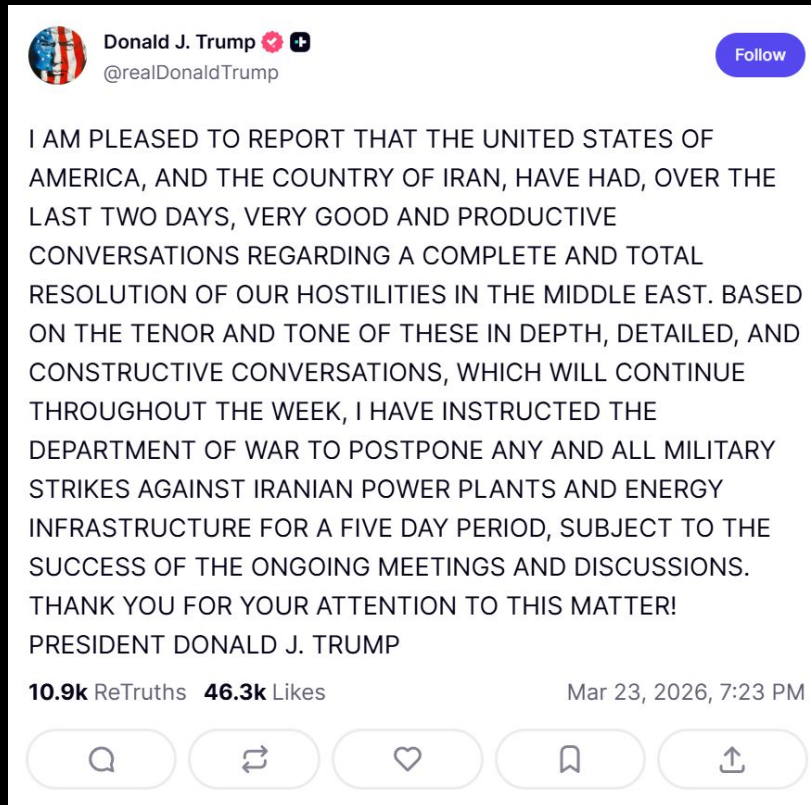 Donald J. Trump
@realDonaldTrump
Follow
I AM PLEASED TO REPORT THAT THE UNITED STATES OF
AMERICA, AND THE COUNTRY OF IRAN, HAVE HAD, OVER THE
LAST TWO DAYS, VERY GOOD AND PRODUCTIVE
CONVERSATIONS REGARDING A COMPLETE AND TOTAL
RESOLUTION OF OUR HOSTILITIES IN THE MIDDLE EAST. BASED
ON THE TENOR AND TONE OF THESE IN DEPTH, DETAILED, AND
CONSTRUCTIVE CONVERSATIONS, WHICH WILL CONTINUE
THROUGHOUT THE WEEK, I HAVE INSTRUCTED THE
DEPARTMENT OF WAR TO POSTPONE ANY AND ALL MILITARY
STRIKES AGAINST IRANIAN POWER PLANTS AND ENERGY
INFRASTRUCTURE FOR A FIVE DAY PERIOD, SUBJECT TO THE
SUCCESS OF THE ONGOING MEETINGS AND DISCUSSIONS.
THANK YOU FOR YOUR ATTENTION TO THIS MATTER!
PRESIDENT DONALD J. TRUMP
10.9k ReTruths 46.3k Likes Mar 23, 2026, 7:23 PM